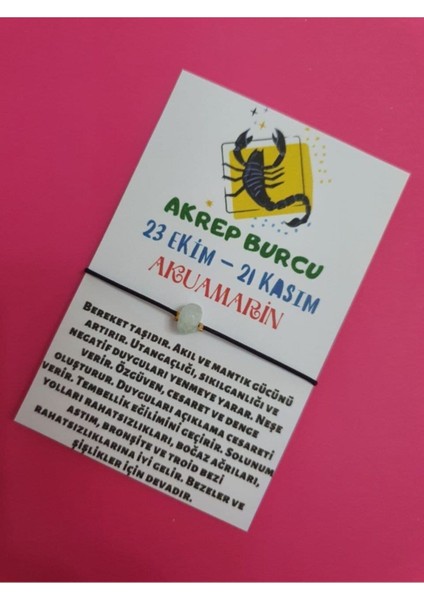 AKREP BURCU
23 EKİM – 21 KASIM
AKUAMARİN
BEREKET TAŞIDIR. AKIL VE MANTIK GÜCÜNÜ
ARTIRIR. UTANGAÇLIĞI, SIKILGANLIĞI VE
NEGATİF DUYGULARI YENMEYE YARAR. NEŞE
VERİR. ÖZGÜVEN, CESARET VE DENGE
OLUŞTURUR. DUYGULARI AÇIKLAMA CESARETİ
VERİR. TEMBELLİK EĞİLİMİNİ GEÇİRİR. SOLUNUM
YOLLARI RAHATSIZLIKLARI, BOĞAZ AĞRILARI,
ASTIM, BRONŞİTE VE TROİD BEZİ
RAHATSIZLIKLARINA İYİ GELİR. BEZELER VE
ŞİŞLİKLER İÇİN DEVADIR.